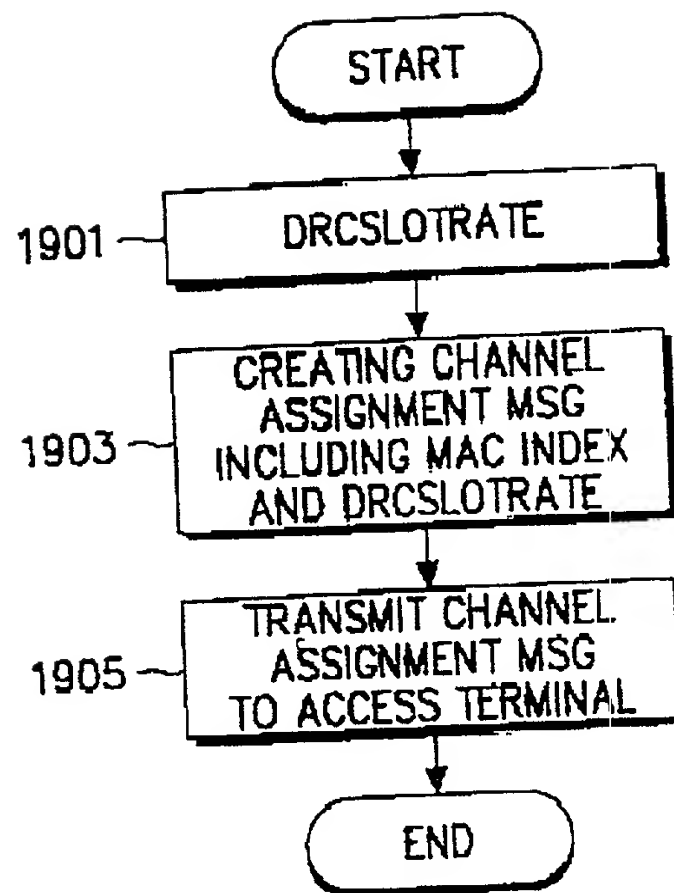 START
1901
DRCSLOTRATE
1903
CREATING CHANNEL
ASSIGNMENT MSG
INCLUDING MAC INDEX
AND DRCSLOTRATE
1905
TRANSMIT CHANNEL
ASSIGNMENT MSG
TO ACCESS TERMINAL
END